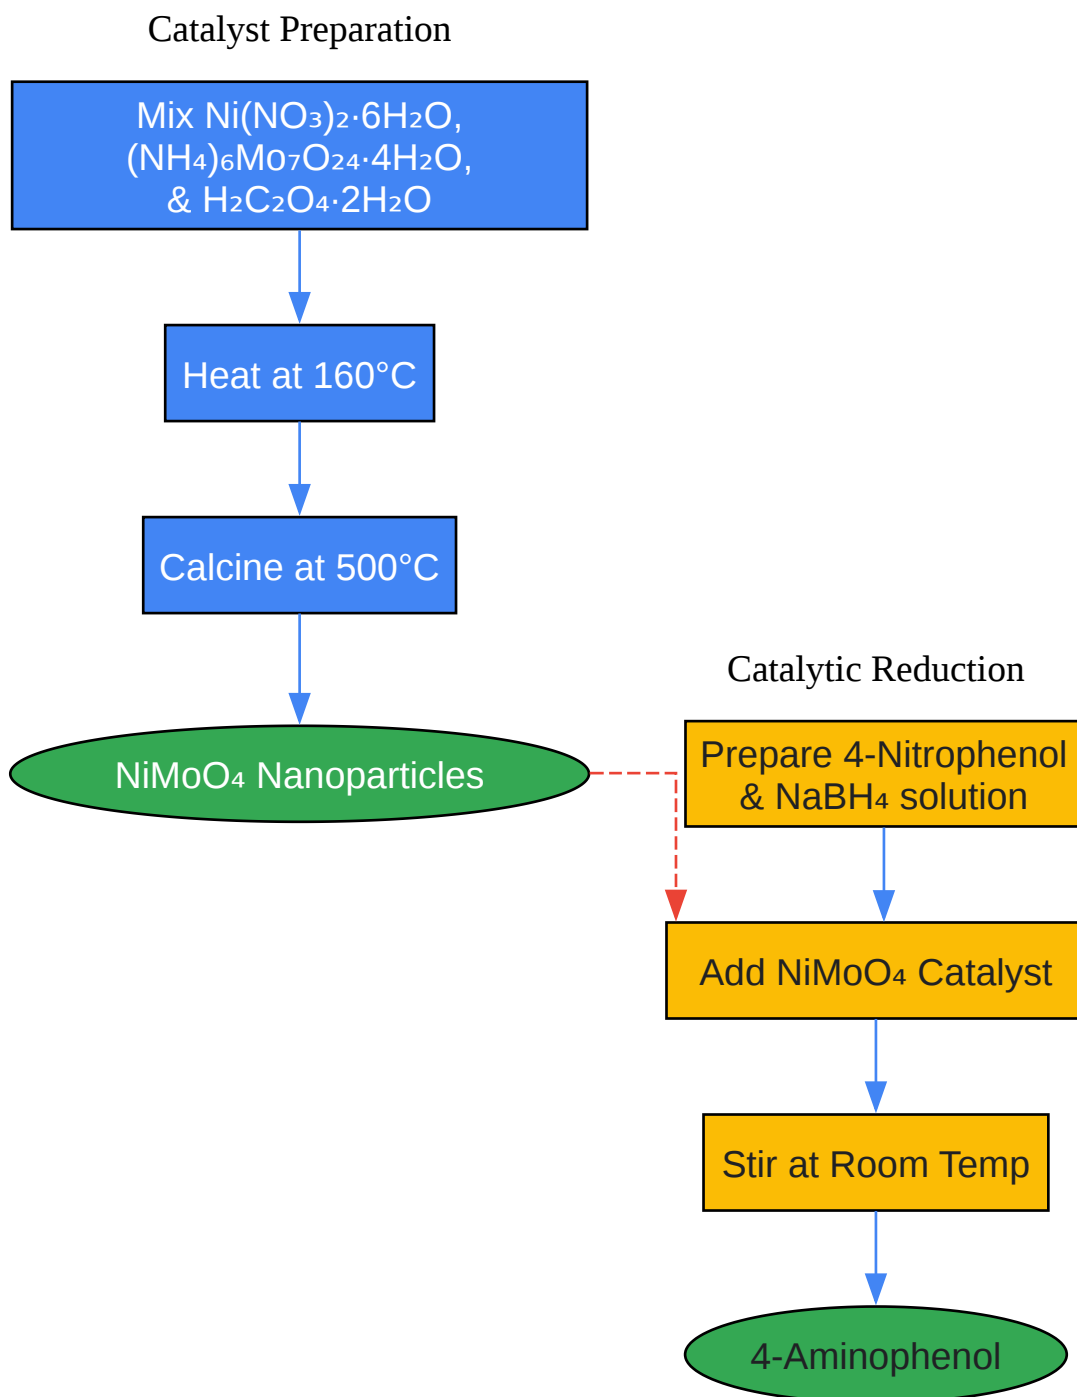 Catalyst Preparation
Mix Ni(NO₃)₂·6H₂O,
(NH₄)₆Mo₇O₂₄·4H₂O,
& H₂C₂O₄·2H₂O
Heat at 160°C
Calcine at 500°C
NiMoO₄ Nanoparticles
Catalytic Reduction
Prepare 4-Nitrophenol
& NaBH₄ solution
Add NiMoO₄ Catalyst
Stir at Room Temp
4-Aminophenol